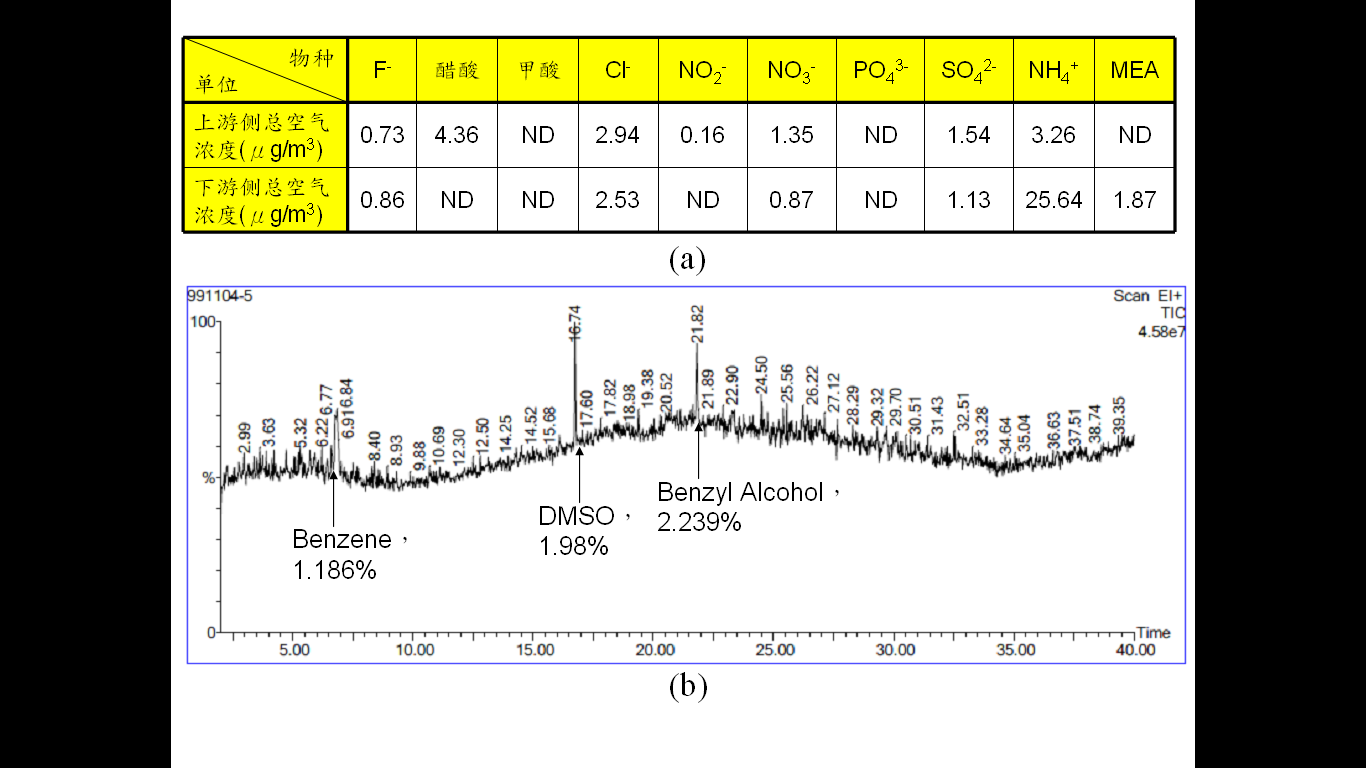 物种
单位
F⁻ 醋酸 甲酸 Cl⁻ NO₂⁻ NO₃⁻ PO₄³⁻ SO₄²⁻ NH₄⁺ MEA
上游侧总空气
浓度(μg/m³)
0.73 4.36 ND 2.94 0.16 1.35 ND 1.54 3.26 ND
下游侧总空气
浓度(μg/m³)
0.86 ND ND 2.53 ND 0.87 ND 1.13 25.64 1.87
(a)
991104-5
Scan EI+
TIC
4.58e7
100
%
0
2.99 3.63 5.32 6.22 6.77 6.91 6.84 8.40 8.93 9.88 10.69 12.30 12.50 14.25 14.52 15.68 16.74 17.60 17.82 18.98 19.38 20.52 21.82 21.89 22.90 24.50 25.56 26.22 27.12 28.29 29.32 29.70 30.51 31.43 32.51 33.28 34.64 35.04 36.63 37.51 38.74 39.35
Benzene,
1.186%
DMSO,
1.98%
Benzyl Alcohol,
2.239%
Time
5.00 10.00 15.00 20.00 25.00 30.00 35.00 40.00
(b)